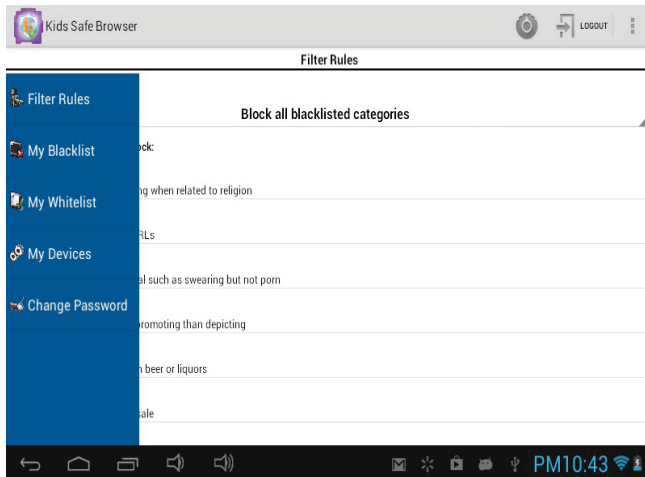 Kids Safe Browser
LOGOUT
Filter Rules
Filter Rules
My Blacklist
My Whitelist
My Devices
Change Password
Block all blacklisted categories
ck:
ng when related to religion
RLs
al such as swearing but not porn
romoting than depicting
beer or liquors
sale
PM10:43